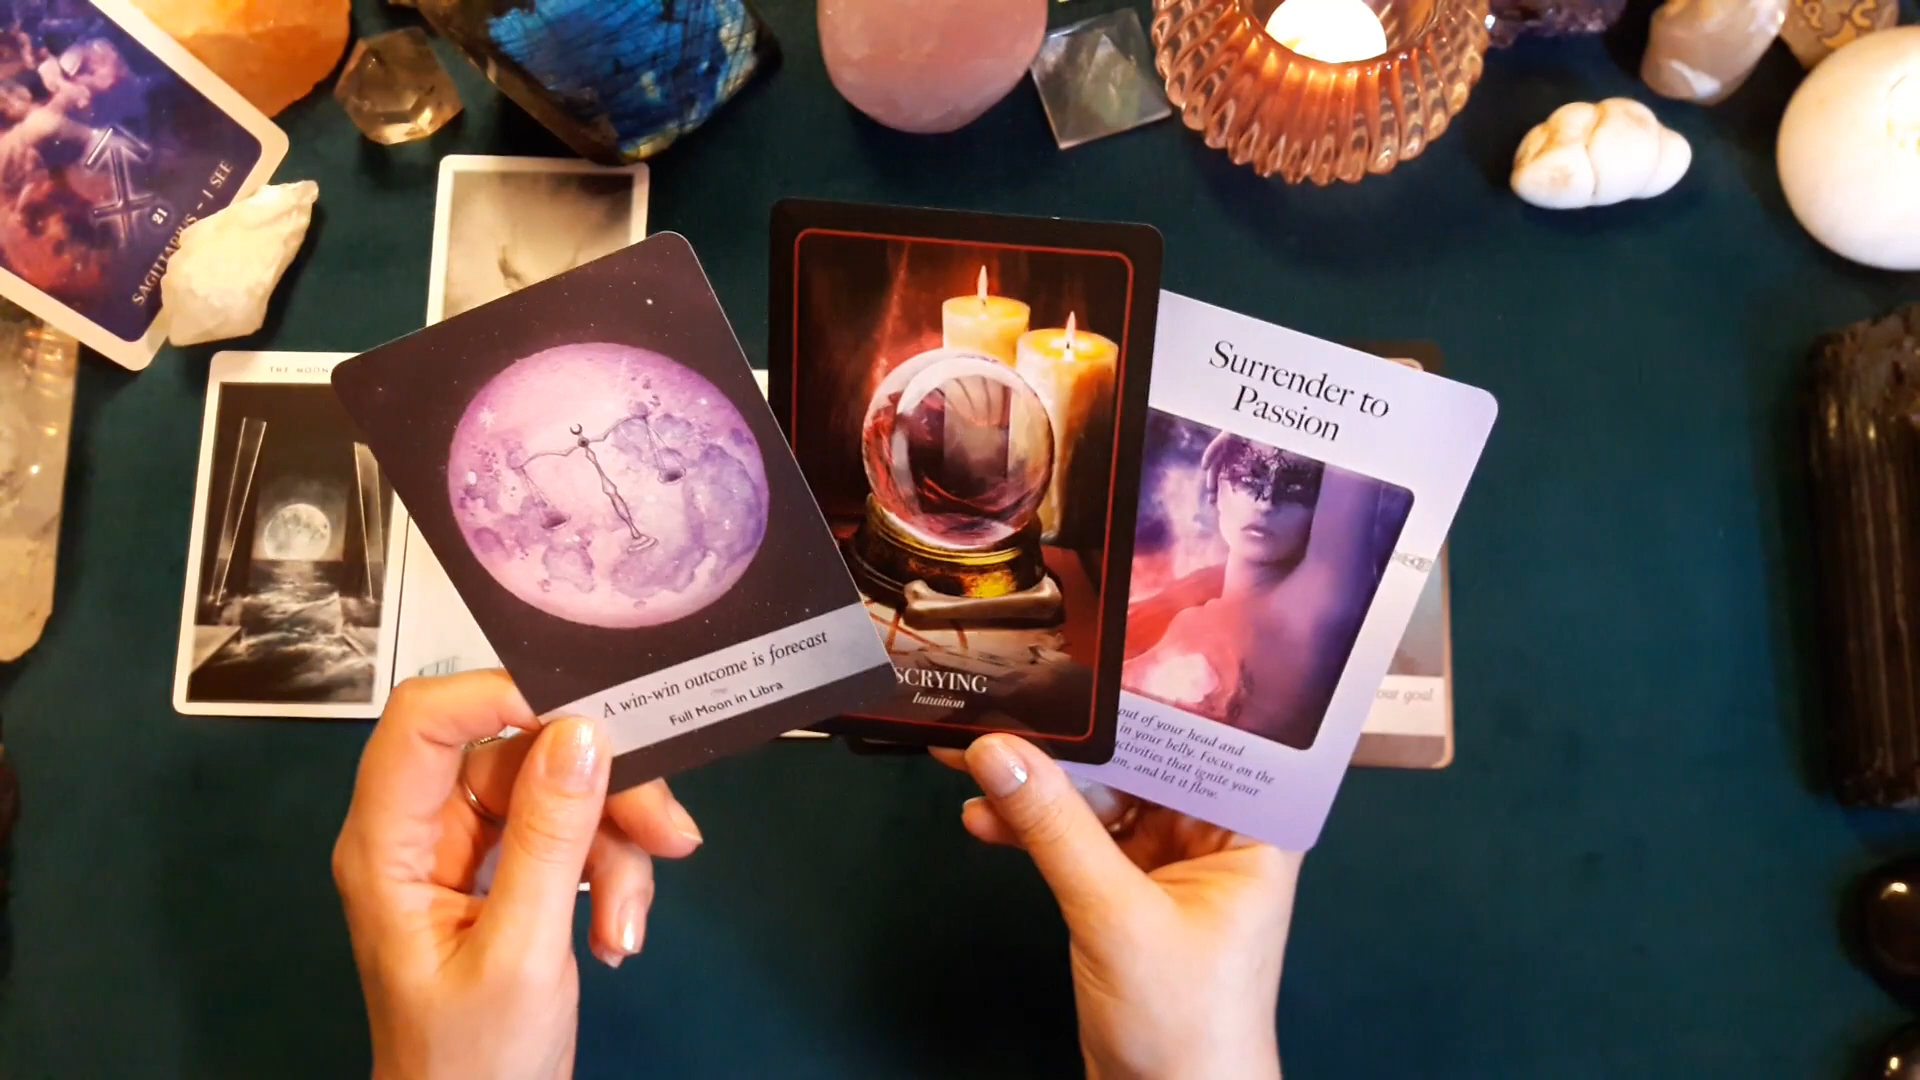 21
SAGITTARIUS - I SEE
THE MOON
A win-win outcome is forecast
Full Moon in Libra
SCRYING
Intuition
Surrender to
Passion
out of your head and
in your belly. Focus on the
activities that ignite your
on, and let it flow.
your goal